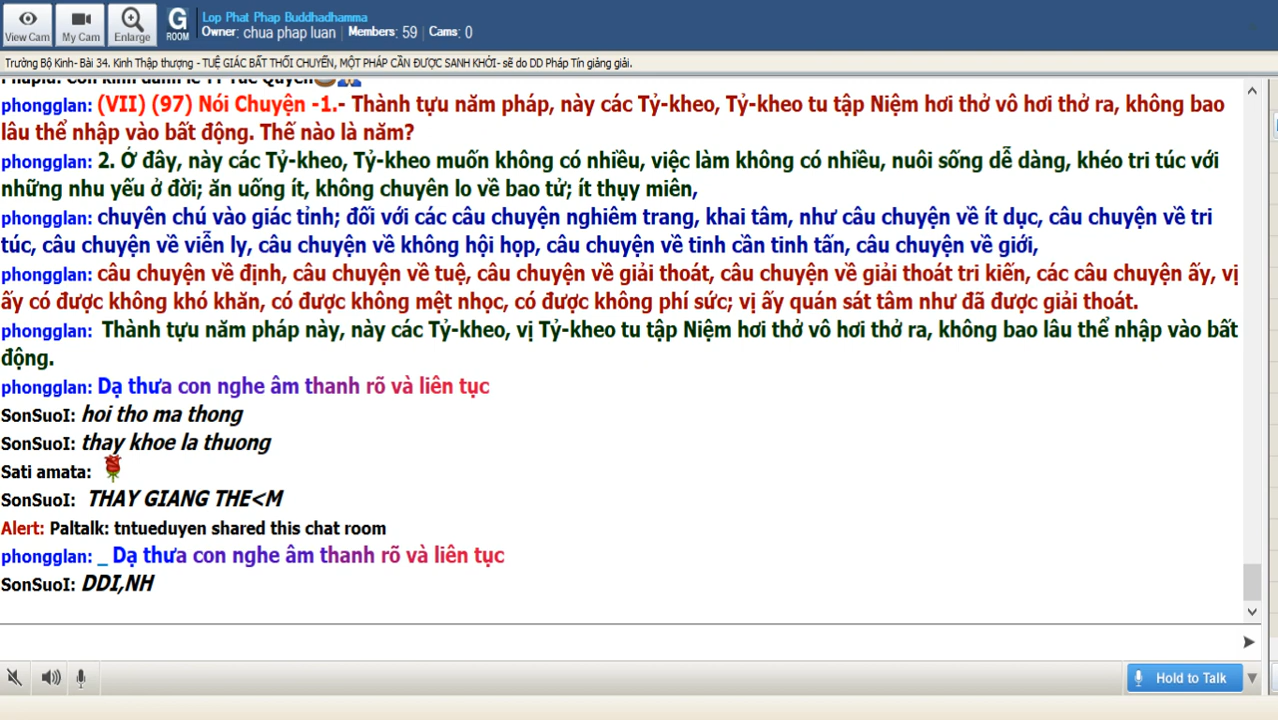 View Cam
My Cam
Enlarge
G
ROOM
Lop Phat Phap Buddhadhamma
Owner: chua phap luan | Members: 59 | Cams: 0
Trường Bộ Kinh- Bài 34. Kinh Thập thượng - TUỆ GIÁC BẤT THỐI CHUYỂN, MỘT PHÁP CẦN ĐƯỢC SANH KHỞI- sẽ do DD Pháp Tín giảng giải.
phongglan: (VII) (97) Nói Chuyện -1.- Thành tựu năm pháp, này các Tỷ-kheo, Tỷ-kheo tu tập Niệm hơi thở vô hơi thở ra, không bao
lâu thể nhập vào bất động. Thế nào là năm?
phongglan: 2. Ở đây, này các Tỷ-kheo, Tỷ-kheo muốn không có nhiều, việc làm không có nhiều, nuôi sống dễ dàng, khéo tri túc với
những nhu yếu ở đời; ăn uống ít, không chuyên lo về bao tử; ít thụy miên,
phongglan: chuyên chú vào giác tỉnh; đối với các câu chuyện nghiêm trang, khai tâm, như câu chuyện về ít dục, câu chuyện về tri
túc, câu chuyện về viễn ly, câu chuyện về không hội họp, câu chuyện về tinh cần tinh tấn, câu chuyện về giới,
phongglan: câu chuyện về định, câu chuyện về tuệ, câu chuyện về giải thoát, câu chuyện về giải thoát tri kiến, các câu chuyện ấy, vị
ấy có được không khó khăn, có được không mệt nhọc, có được không phí sức; vị ấy quán sát tâm như đã được giải thoát.
phongglan: Thành tựu năm pháp này, này các Tỷ-kheo, vị Tỷ-kheo tu tập Niệm hơi thở vô hơi thở ra, không bao lâu thể nhập vào bất
động.
phongglan: Dạ thưa con nghe âm thanh rõ và liên tục
SonSuoI: hoi tho ma thong
SonSuoI: thay khoe la thuong
Sati amata:
SonSuoI: THAY GIANG THE<M
Alert: Paltalk: tntueduyen shared this chat room
phongglan: _ Dạ thưa con nghe âm thanh rõ và liên tục
SonSuoI: DDI,NH
Hold to Talk